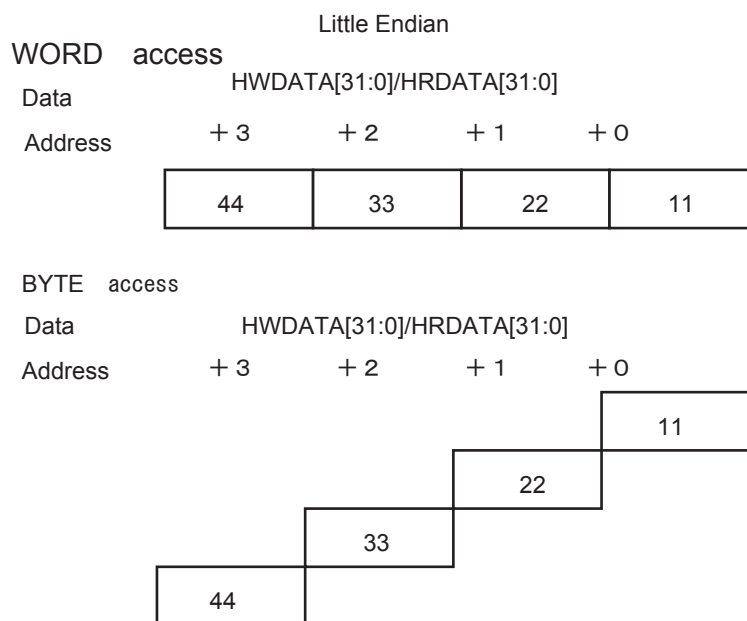 Little Endian
WORD access
Data HWDATA[31:0]/HRDATA[31:0]
Address +3 +2 +1 +0
44 33 22 11
BYTE access
Data HWDATA[31:0]/HRDATA[31:0]
Address +3 +2 +1 +0
11
22
33
44